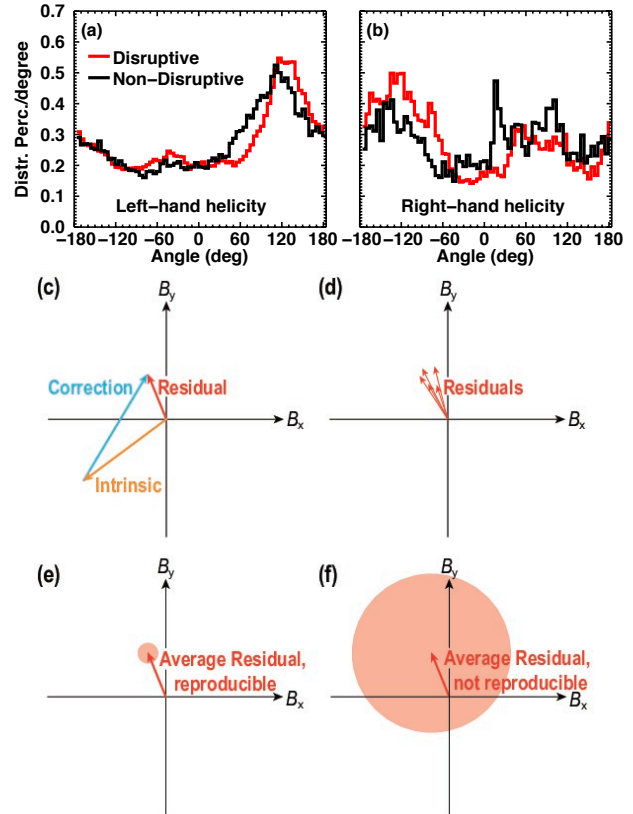 0.7
(a)
(b)
0.6
Disruptive
Non-Disruptive
0.5
0.4
0.3
0.2
0.1
Left-hand helicity
Right-hand helicity
0.0
Distr. Perc./degree
-180 -120 -60 0 60 120 180
-180 -120 -60 0 60 120 180
Angle (deg)
Angle (deg)
(c)
By
Correction
Residual
Bx
Intrinsic
(d)
By
Residuals
Bx
(e)
By
Average Residual,
reproducible
Bx
(f)
By
Average Residual,
not reproducible
Bx